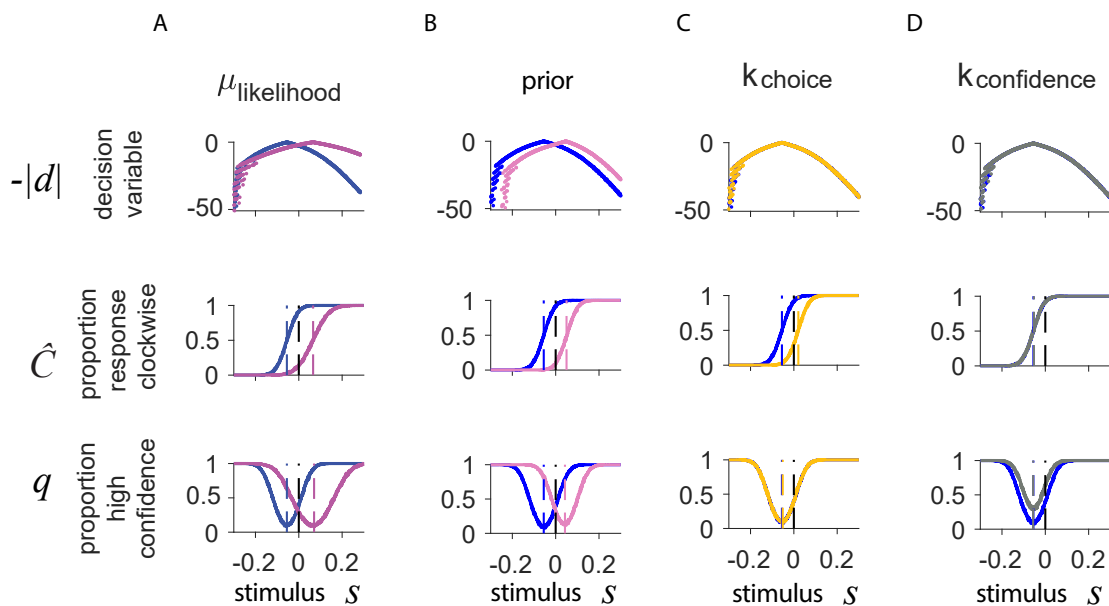 A B C D
μlikelihood prior kchoice kconfidence
-|d|
decision
variable
0
-50
0
50
0
-50
0
-50
Ĉ
proportion
response
clockwise
1
0.5
0
1
0.5
0
1
0.5
0
1
0.5
0
q
proportion
high
confidence
1
0.5
0
1
0.5
0
1
0.5
0
1
0.5
0
-0.2 0 0.2 -0.2 0 0.2 -0.2 0 0.2 -0.2 0 0.2
stimulus s stimulus s stimulus s stimulus s